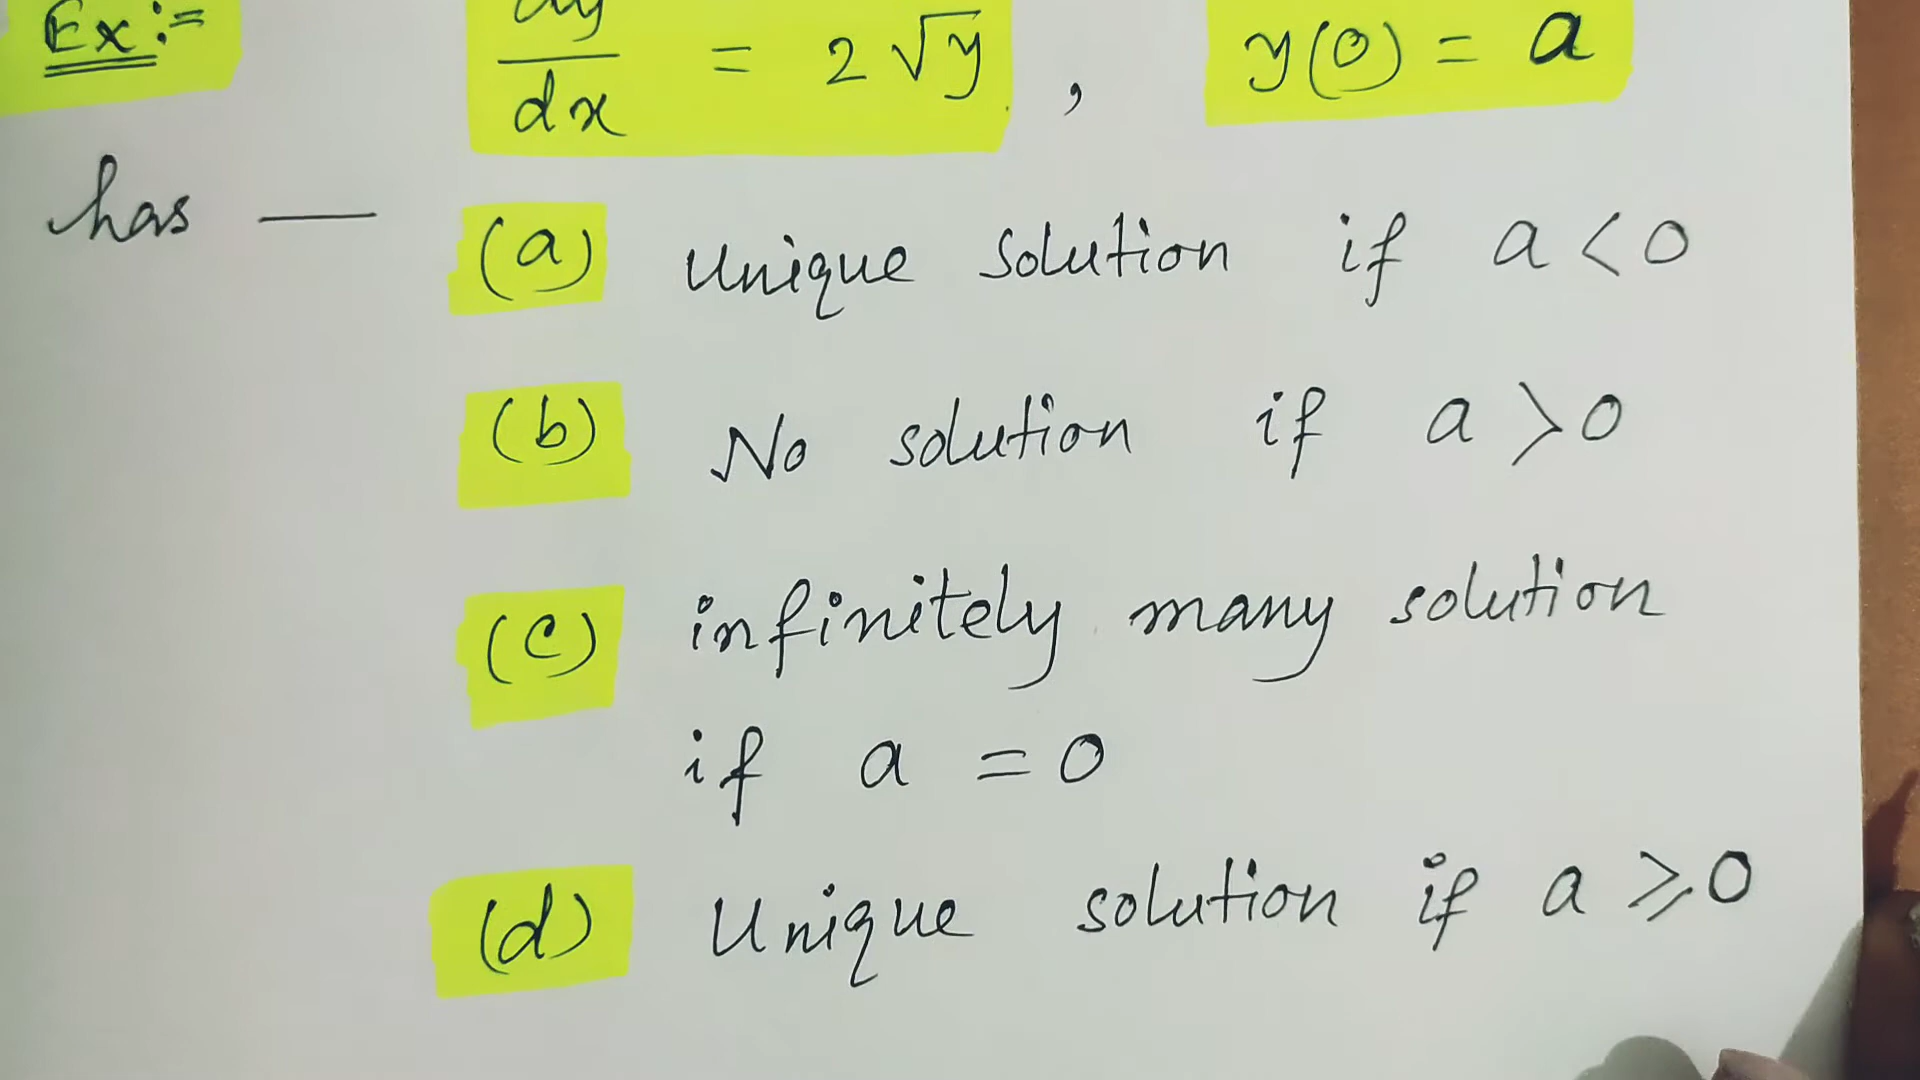 Ex:= dy/dx = 2√y , y(0) = a
has — (a) Unique solution if a < 0
(b) No solution if a > 0
(c) infinitely many solution
if a = 0
(d) Unique solution if a ⩾ 0